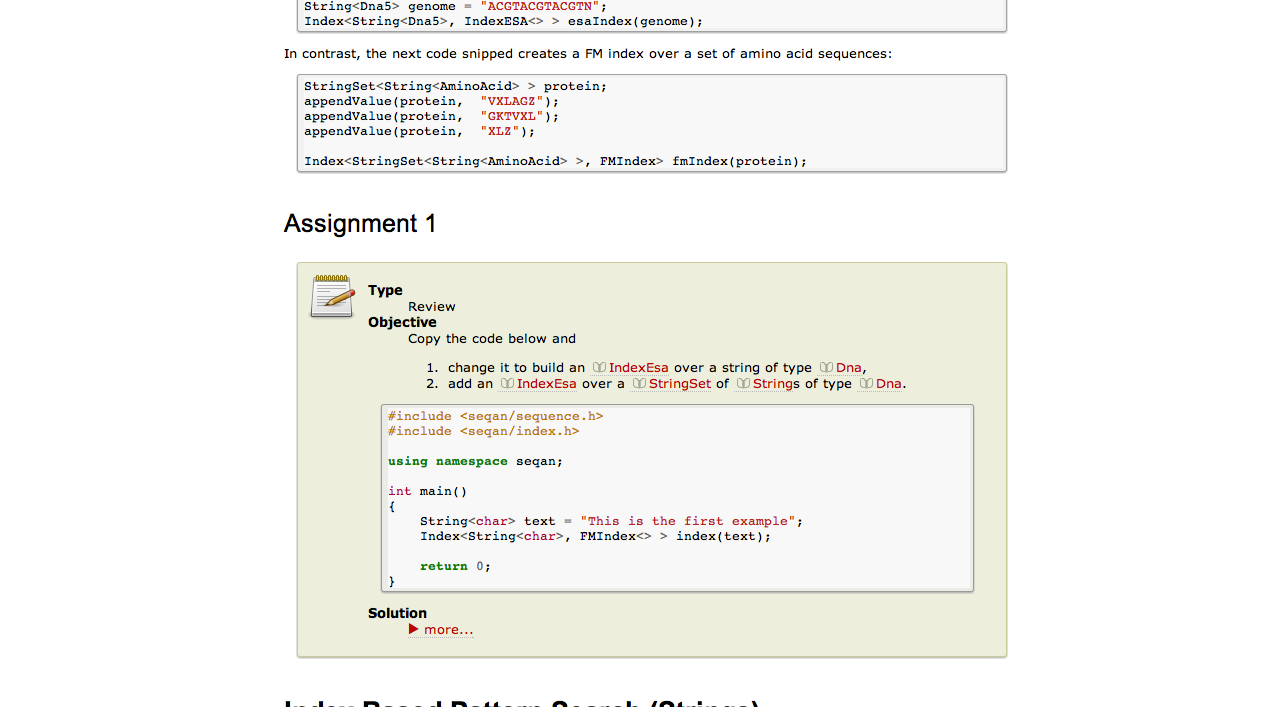 String<Dna5> genome = "ACGTACGTACGTN";
Index<String<Dna5>, IndexESA<> > esaIndex(genome);
In contrast, the next code snipped creates a FM index over a set of amino acid sequences:
StringSet<String<AminoAcid> > protein;
appendValue(protein,  "VXLAGZ");
appendValue(protein,  "GKTVXL");
appendValue(protein,  "XLZ");
Index<StringSet<String<AminoAcid> >, FMIndex> fmIndex(protein);
Assignment 1
Type
Review
Objective
Copy the code below and
1. change it to build an IndexEsa over a string of type Dna,
2. add an IndexEsa over a StringSet of Strings of type Dna.
#include <seqan/sequence.h>
#include <seqan/index.h>
using namespace seqan;
int main()
{
    String<char> text = "This is the first example";
    Index<String<char>, FMIndex<> > index(text);
    return 0;
}
Solution
more...
Index Based Pattern Search (Strings)